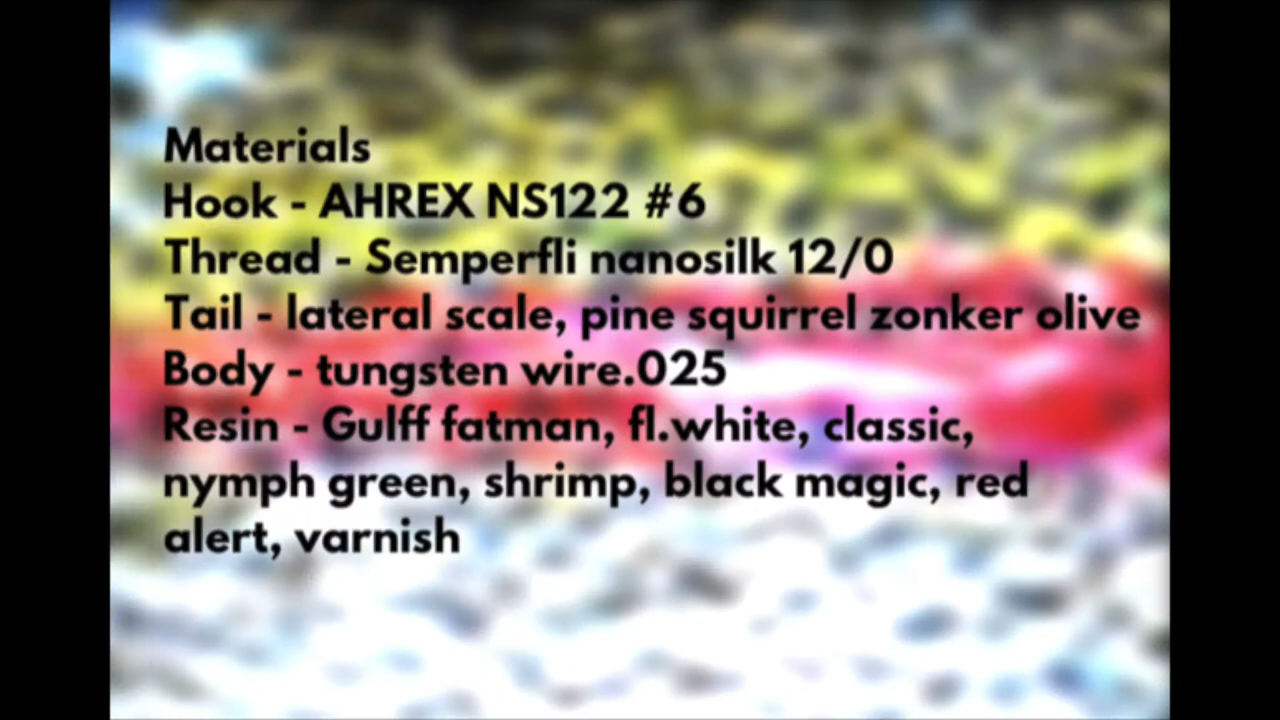 Materials
Hook - AHREX NS122 #6
Thread - Semperfli nanosilk 12/0
Tail - lateral scale, pine squirrel zonker olive
Body - tungsten wire.025
Resin - Gulff fatman, fl.white, classic,
nymph green, shrimp, black magic, red
alert, varnish